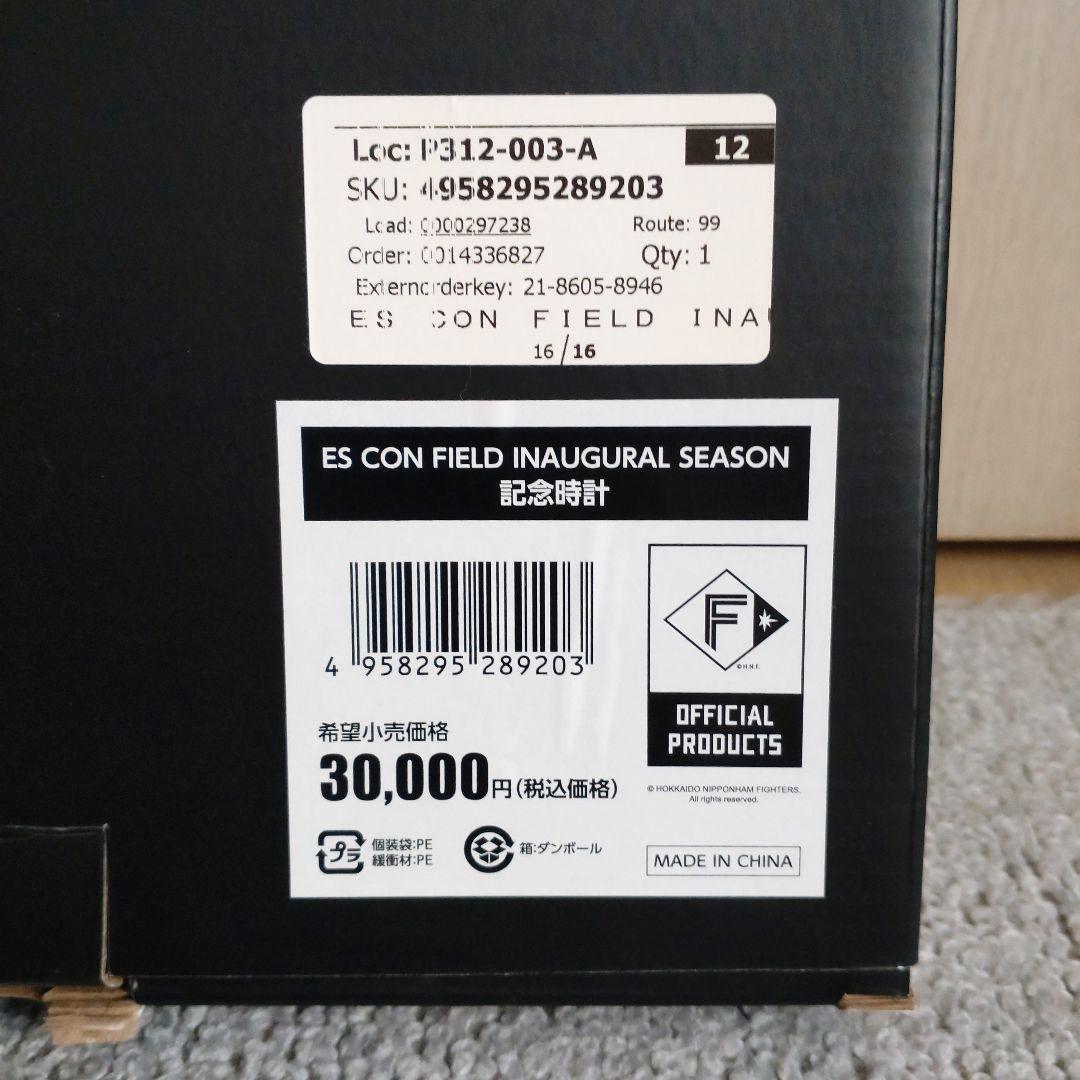 Loc: P312-003-A
12
SKU: 4958295289203
Load: 0000297238
Route: 99
Order: 0014336827
Qty: 1
Externorderkey: 21-8605-8946
ES CON FIELD INAU
16/16
ES CON FIELD INAUGURAL SEASON
記念時計
4 958295 289203
F
©H.N.F.
OFFICIAL
PRODUCTS
希望小売価格
30,000円(税込価格)
© HOKKAIDO NIPPONHAM FIGHTERS.
All rights reserved.
プラ
個装袋:PE
緩衝材:PE
箱:ダンボール
MADE IN CHINA